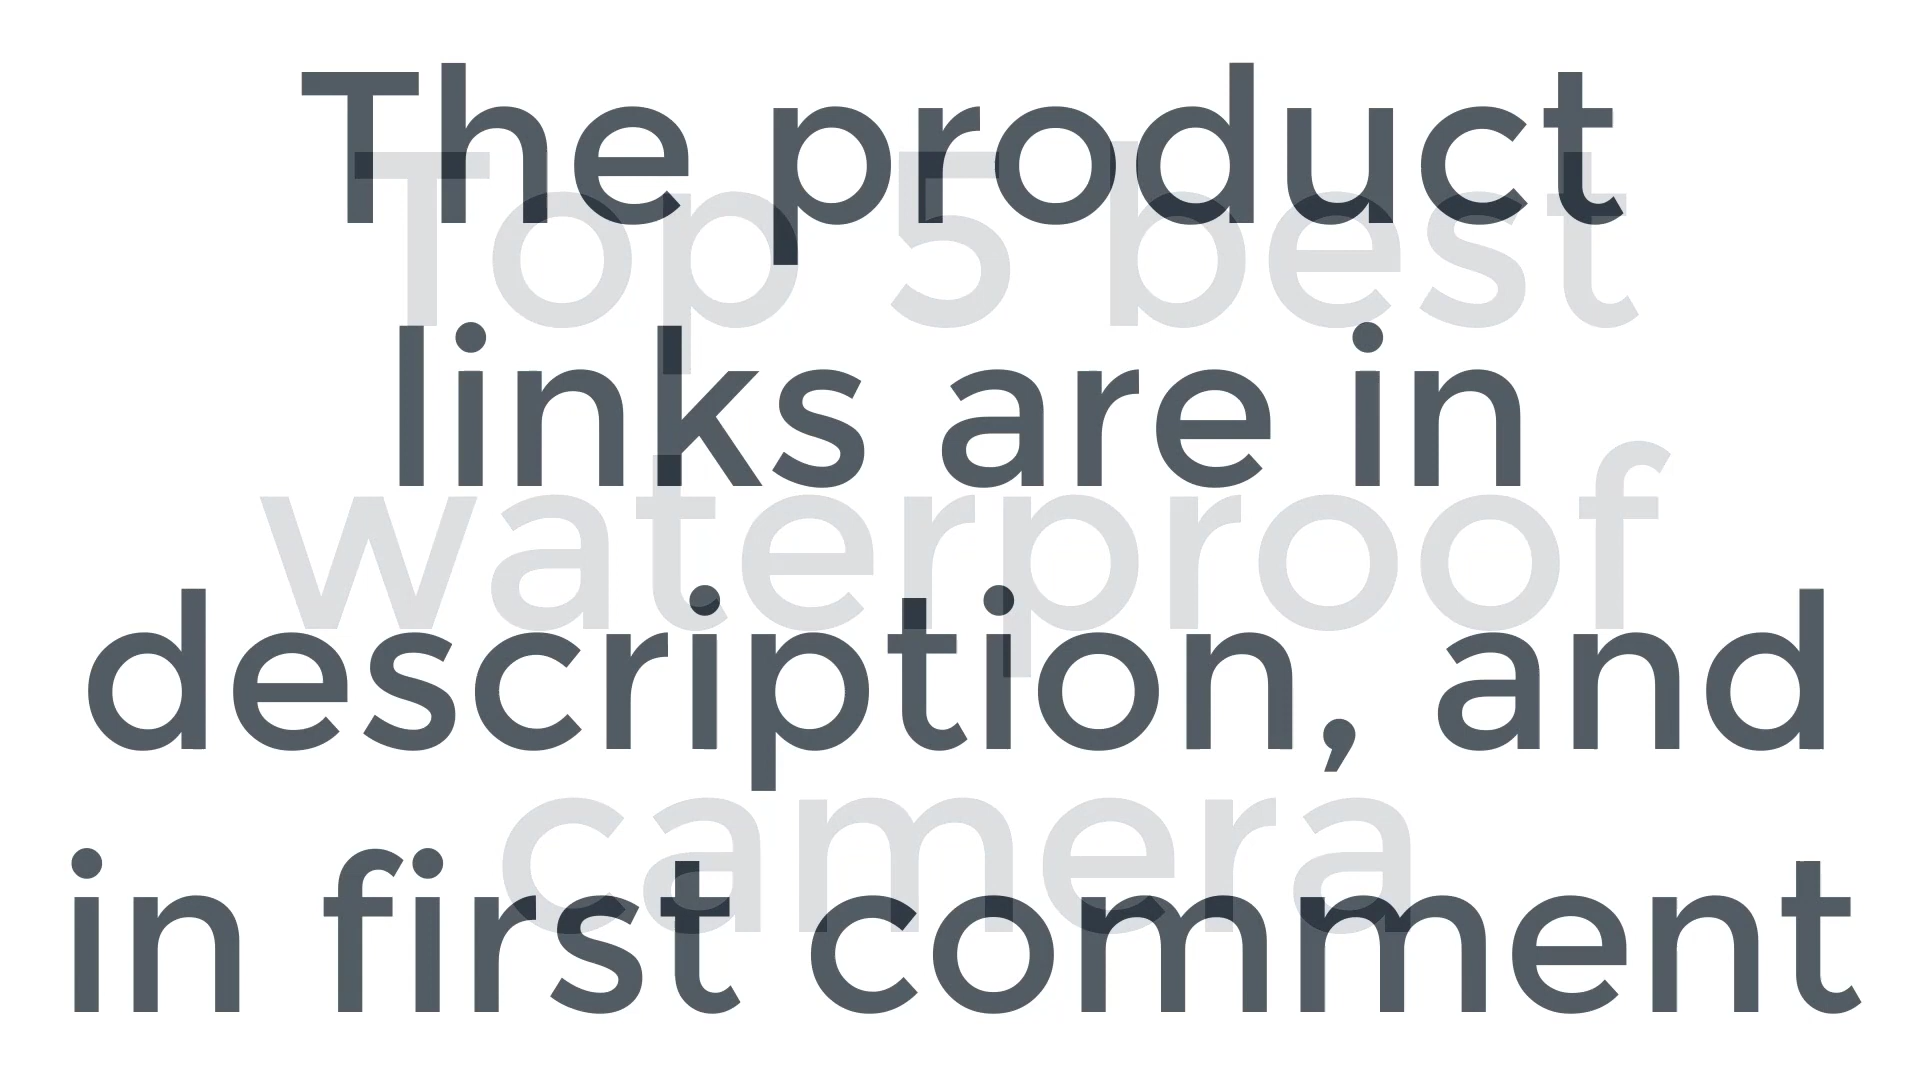 The product
links are in
description, and
in first comment
Top 5 best
waterproof
camera